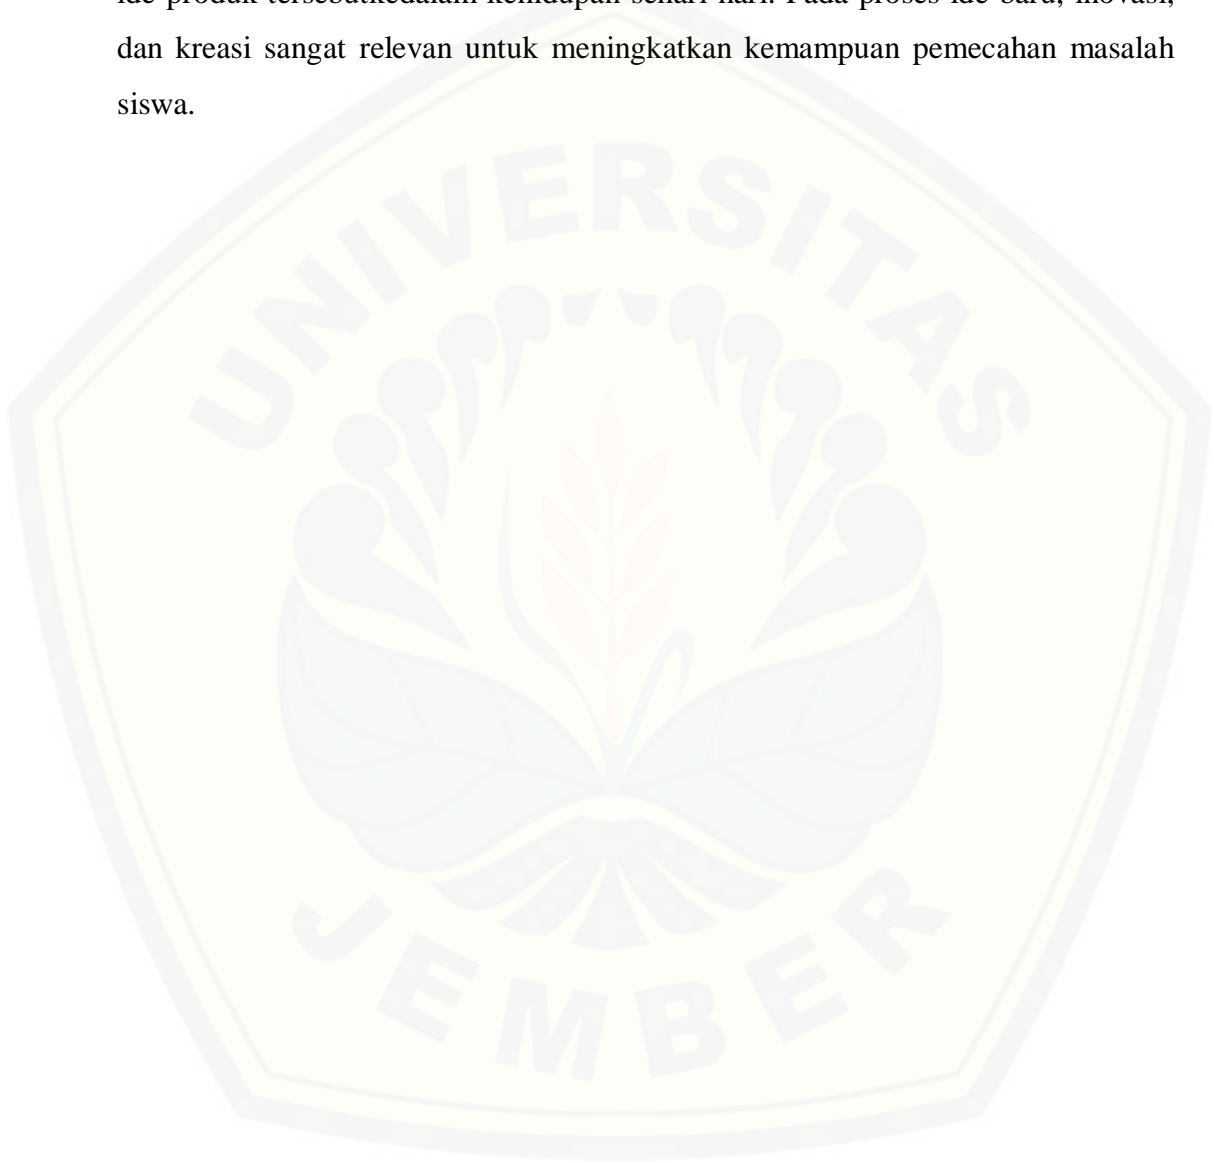 ide produk tersebutkedalam kehidupan sehari-hari. Pada proses ide baru, inovasi,
dan kreasi sangat relevan untuk meningkatkan kemampuan pemecahan masalah
siswa.
UNIVERSITAS
JEMBER